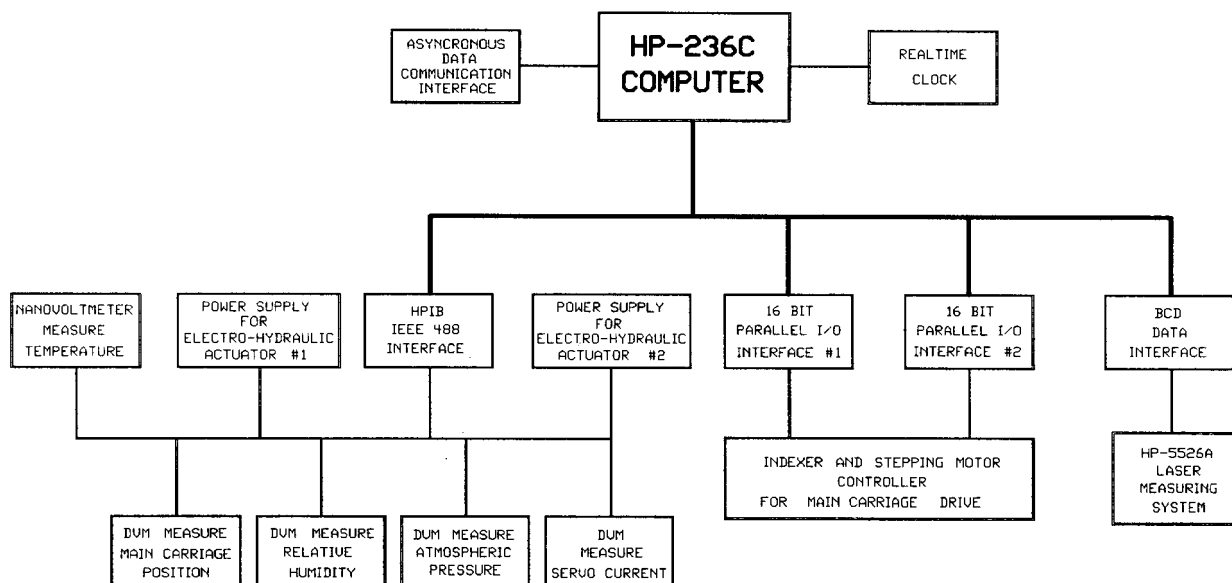 ASYNCRONOUS
DATA
COMMUNICATION
INTERFACE
HP-236C
COMPUTER
REALTIME
CLOCK
NANOVOLTMETER
MEASURE
TEMPERATURE
POWER SUPPLY
FOR
ELECTRO-HYDRAULIC
ACTUATOR #1
HPIB
IEEE 488
INTERFACE
POWER SUPPLY
FOR
ELECTRO-HYDRAULIC
ACTUATOR #2
16 BIT
PARALLEL I/O
INTERFACE #1
16 BIT
PARALLEL I/O
INTERFACE #2
BCD
DATA
INTERFACE
INDEXER AND STEPPING MOTOR
CONTROLLER
FOR MAIN CARRIAGE DRIVE
HP-5526A
LASER
MEASURING
SYSTEM
DVM MEASURE
MAIN CARRIAGE
POSITION
DVM MEASURE
RELATIVE
HUMIDITY
DVM MEASURE
ATMOSPHERIC
PRESSURE
DVM
MEASURE
SERVO CURRENT